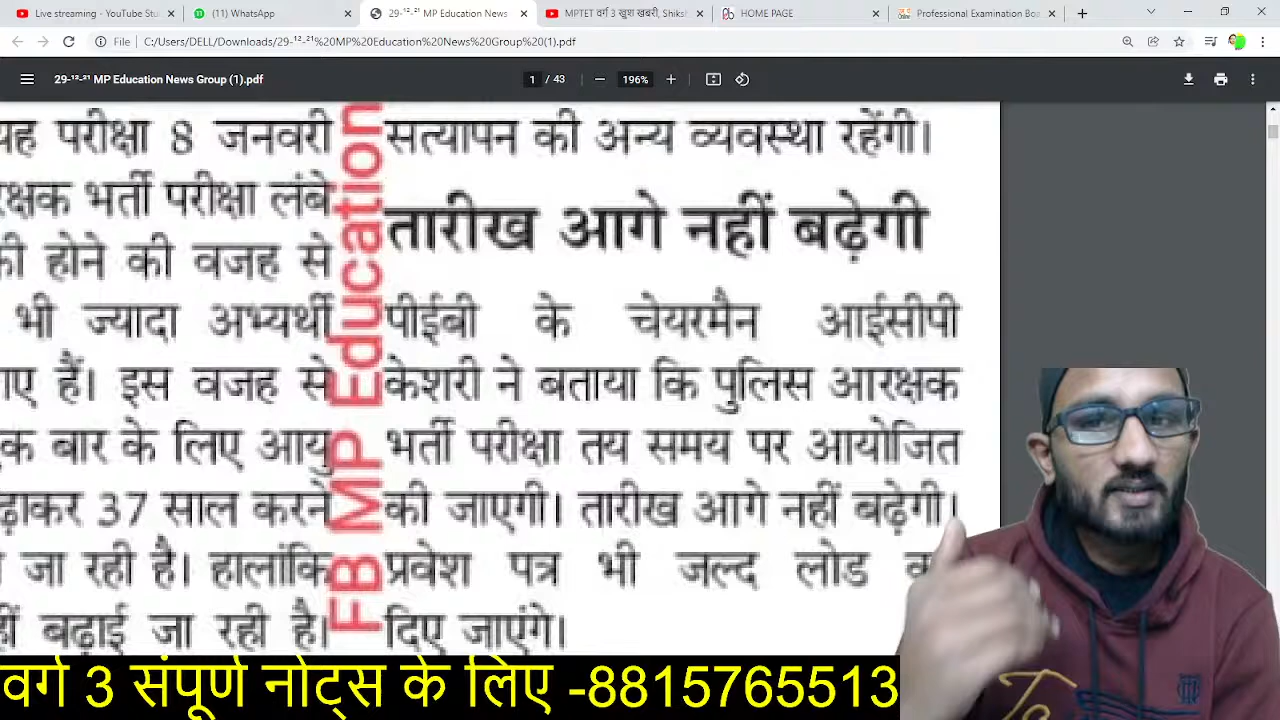 Live streaming - YouTube Stu
(11) WhatsApp
29-¹²-²¹ MP Education News
MPTET वर्ग 3 खुश खबरी, Shiksh
HOME PAGE
Professional Examination Boa
File
C:/Users/DELL/Downloads/29-¹²_²¹%20MP%20Education%20News%20Group%20(1).pdf
29-¹²-²¹ MP Education News Group (1).pdf
1 / 43
196%
यह परीक्षा 8 जनवरी
भर्ती परीक्षा लंबे
होने की वजह से
भी ज्यादा अभ्यर्थी
हैं। इस वजह से
बार के लिए आयु
37 साल करने
जा रही है। हालांकि
बढ़ाई जा रही है।
FB MP Education
सत्यापन की अन्य व्यवस्था रहेंगी।
तारीख आगे नहीं बढ़ेगी
पीईबी के चेयरमैन आईसीपी
केशरी ने बताया कि पुलिस आरक्षक
भर्ती परीक्षा तय समय पर आयोजित
की जाएगी। तारीख आगे नहीं बढ़ेगी।
प्रवेश पत्र भी जल्द लोड
दिए जाएंगे।
वर्ग 3 संपूर्ण नोट्स के लिए -8815765513